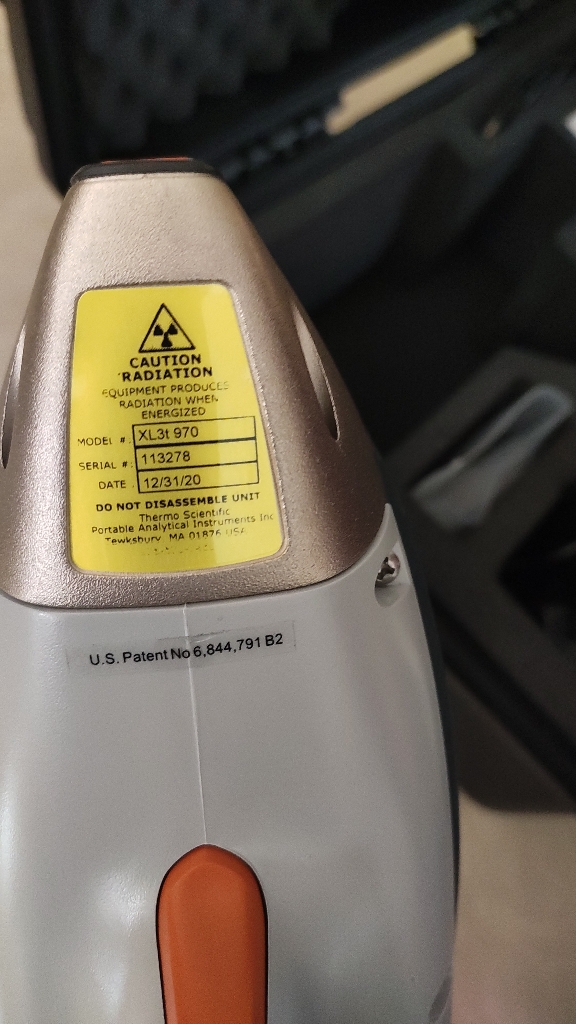 CAUTION
RADIATION
EQUIPMENT PRODUCES
RADIATION WHEN
ENERGIZED
MODEL #: XL3t 970
SERIAL #: 113278
DATE: 12/31/20
DO NOT DISASSEMBLE UNIT
Thermo Scientific
Portable Analytical Instruments Inc
Tewksbury, MA 01876 USA
U.S. Patent No 6,844,791 B2